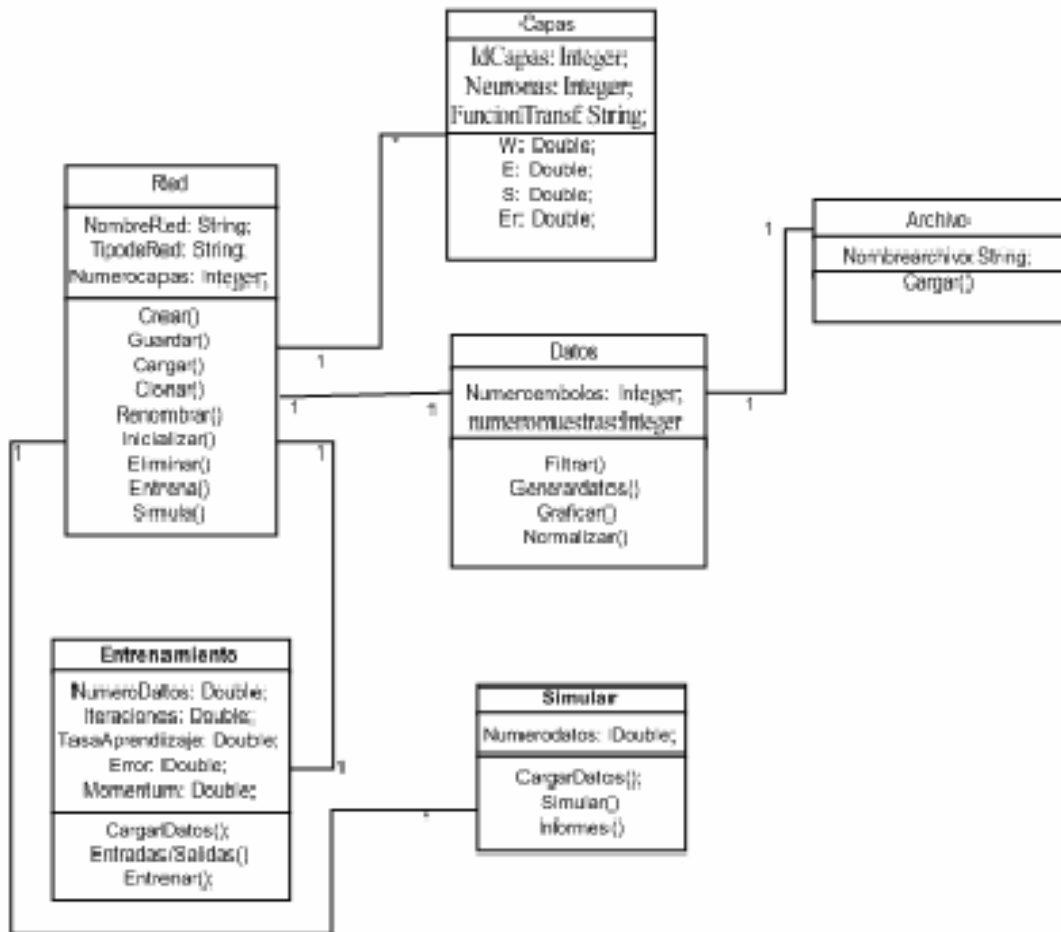 Capas
IdCapas: Integer;
Neuronas: Integer;
FuncionTransf: String;
W: Double;
E: Double;
S: Double;
Er: Double;
*
Red
NombreRed: String;
TipodeRed: String;
Numerocapas: Integer;
Crear()
Guardar()
Cargar()
Clonar()
Renombrar()
Inicializar()
Eliminar()
Entrena()
Simula()
1
1
1
1
Archivo
Nombrearchivo: String;
Cargar()
1
Datos
Numeroembolos: Integer;
numeromuestras:Integer
Filtrar()
Generardatos()
Graficar()
Normalizar()
1
1
Entrenamiento
NumeroDatos: Double;
Iteraciones: Double;
TasaAprendizaje: Double;
Error: Double;
Momentum: Double;
CargarDatos();
Entradas/Salidas()
Entrenar();
1
Simular
Numerodatos: Double;
CargarDatos();
Simular()
Informes()
*